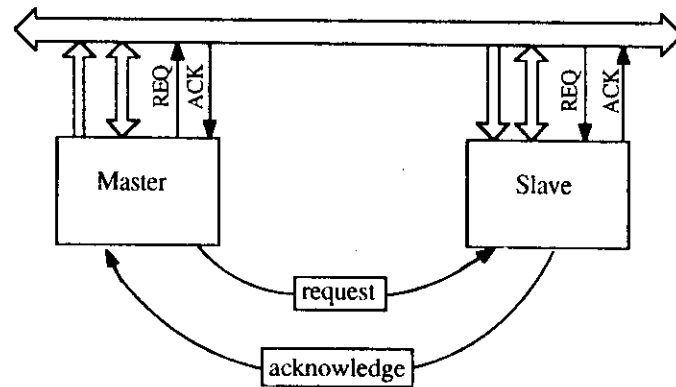 REQ
ACK
REQ
ACK
Master
Slave
request
acknowledge